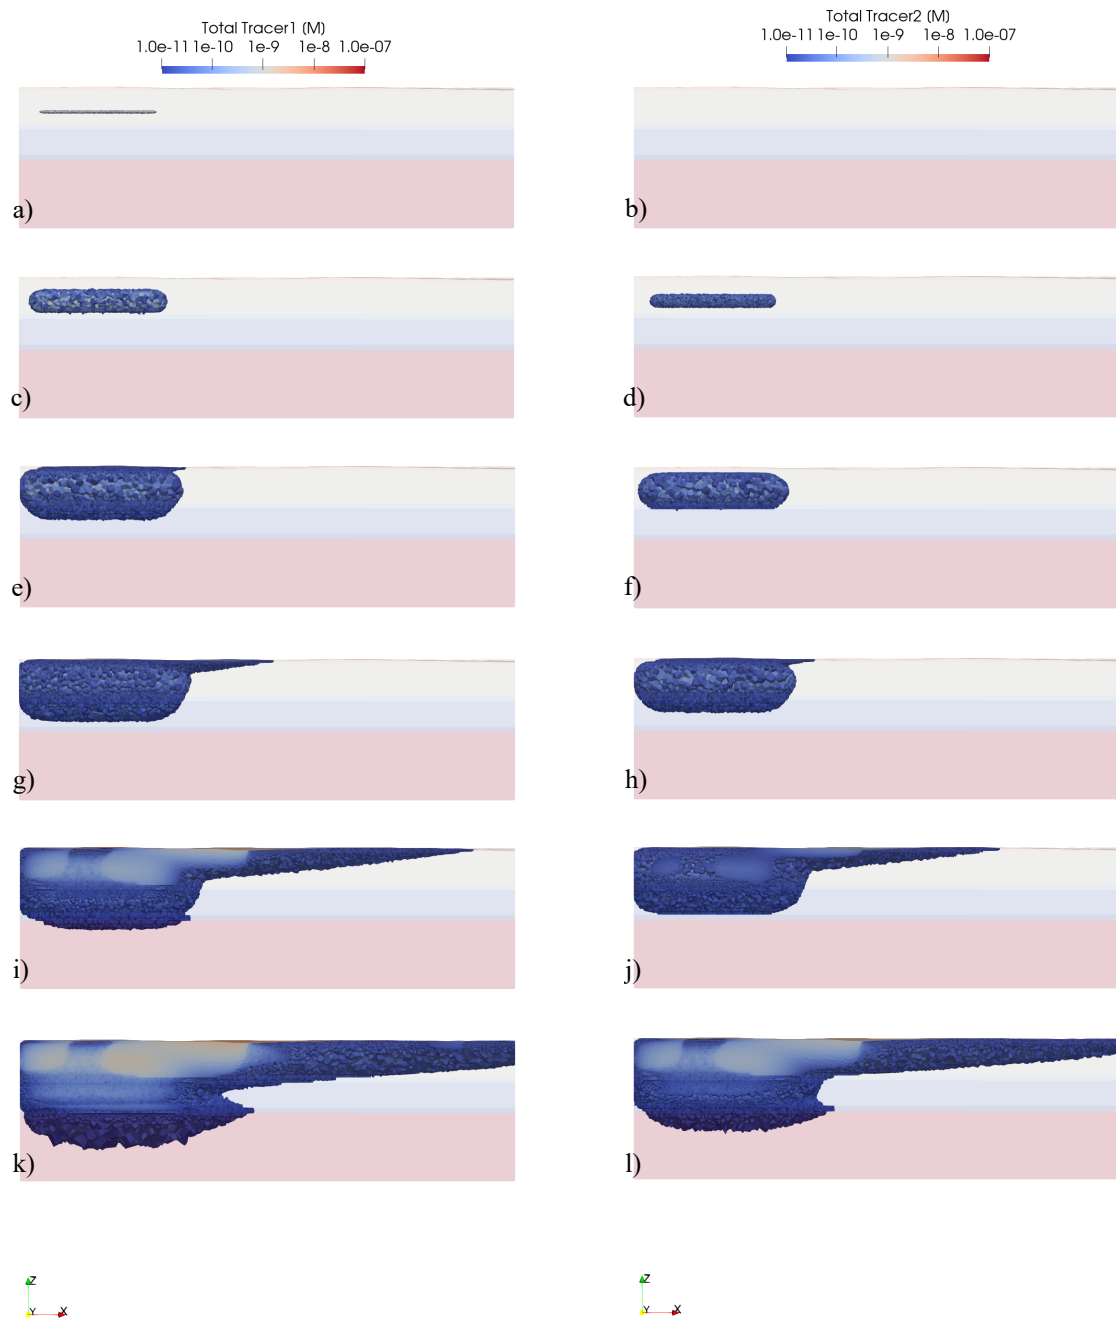 Total Tracer1 [M]
1.0e-11 1e-10 1e-9 1e-8 1.0e-07
Total Tracer2 [M]
1.0e-11 1e-10 1e-9 1e-8 1.0e-07
a)
b)
c)
d)
e)
f)
g)
h)
i)
j)
k)
l)
Z
Y X
Z
Y X